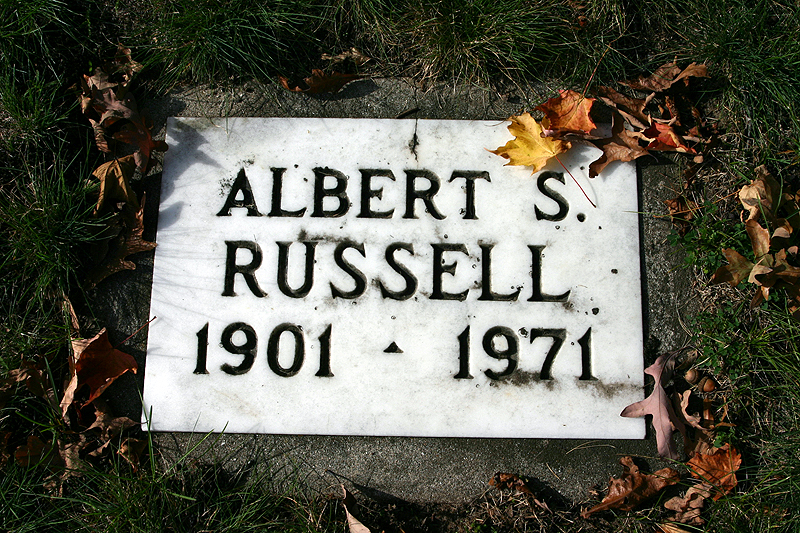 ALBERT S.
RUSSELL
1901 ▴ 1971